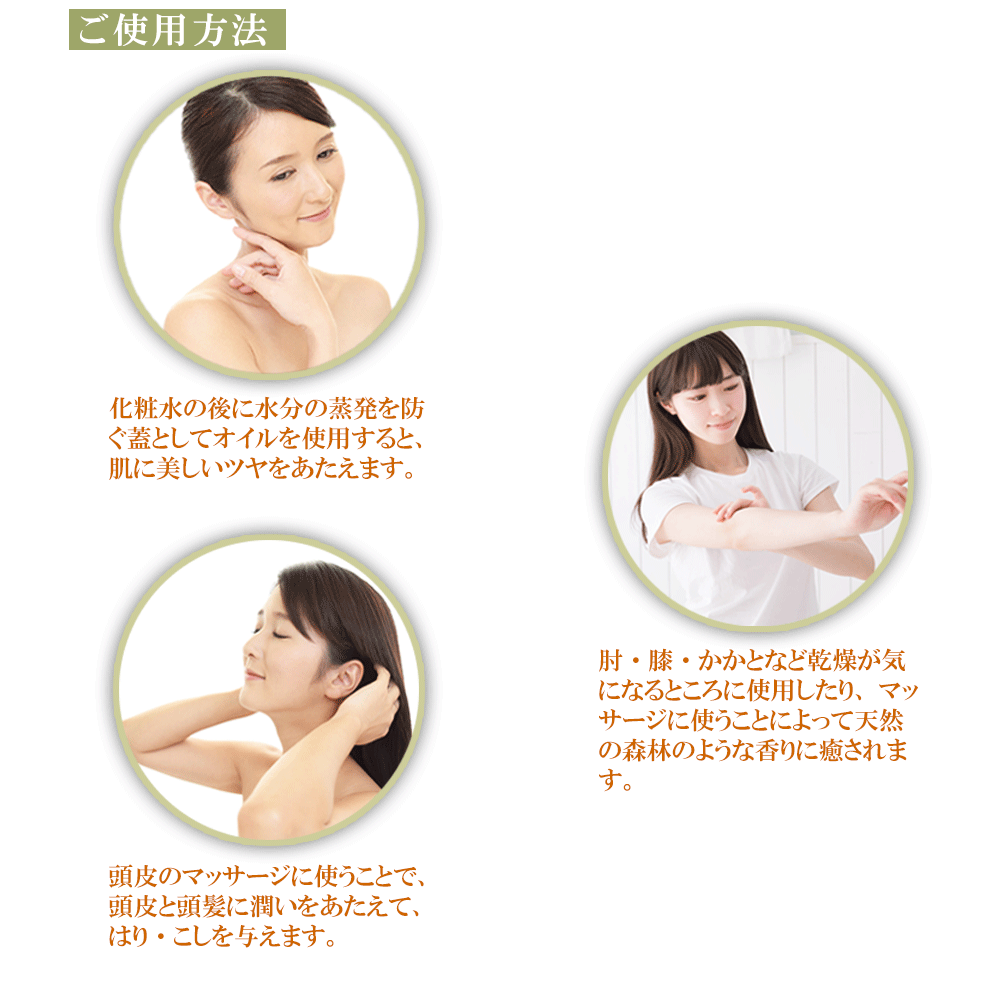 ご使用方法
化粧水の後に水分の蒸発を防
ぐ蓋としてオイルを使用すると、
肌に美しいツヤをあたえます。
肘・膝・かかとなど乾燥が気
になるところに使用したり、マッ
サージに使うことによって天然
の森林のような香りに癒されま
す。
頭皮のマッサージに使うことで、
頭皮と頭髪に潤いをあたえて、
はり・こしを与えます。